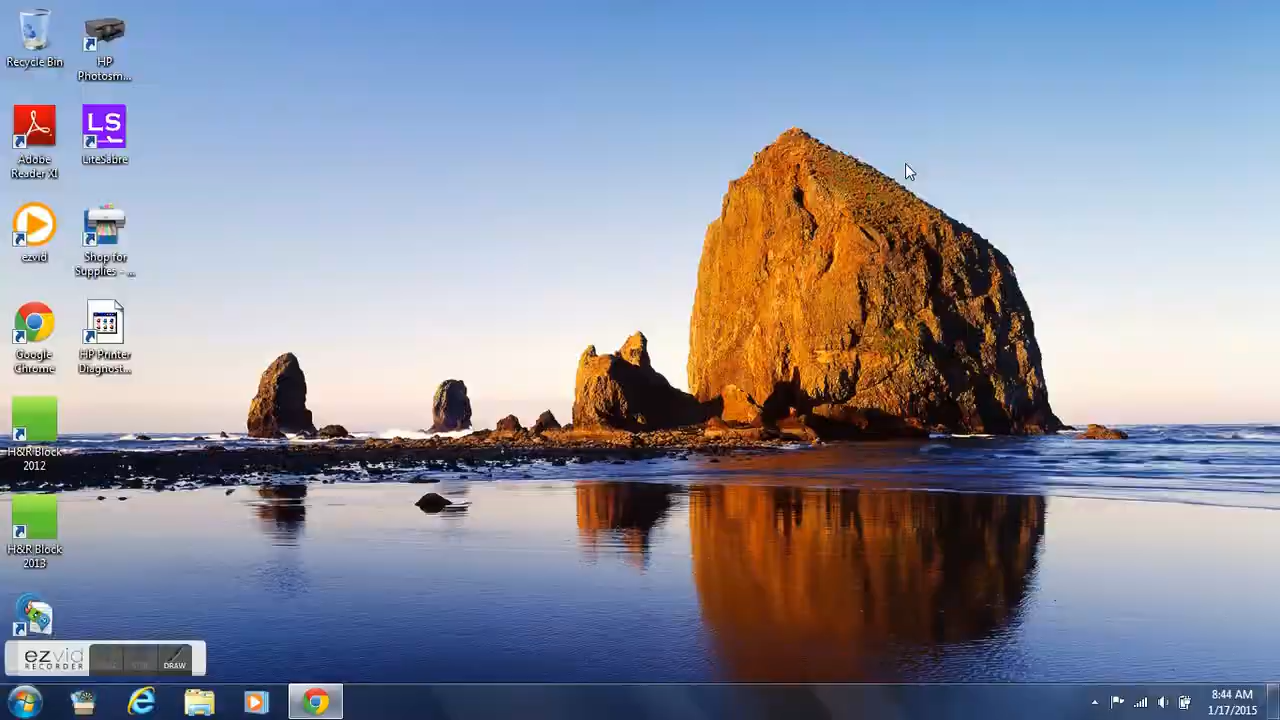 Recycle Bin
HP
Photosm...
Adobe
Reader XI
LS
LiteSabre
ezvid
Shop for
Supplies - ...
Google
Chrome
HP Printer
Diagnost...
H&R Block
2012
H&R Block
2013
ezvid
RECORDER
DRAW
8:44 AM
1/17/2015